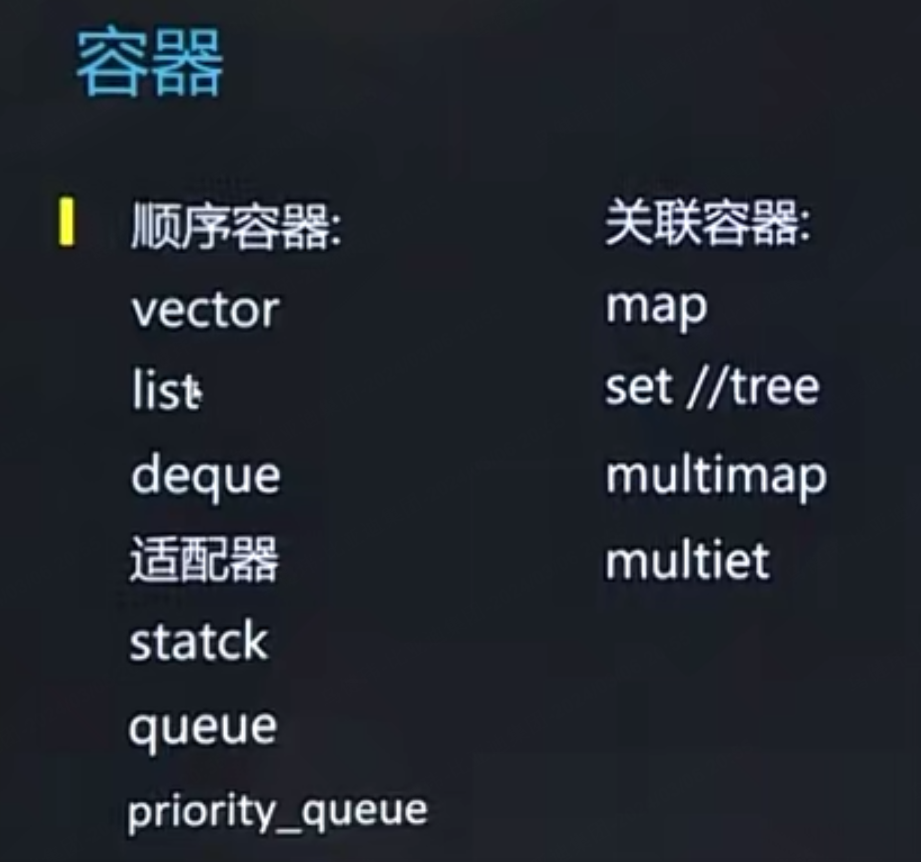 容器
顺序容器:
vector
list
deque
适配器
statck
queue
priority_queue
关联容器:
map
set //tree
multimap
multiet